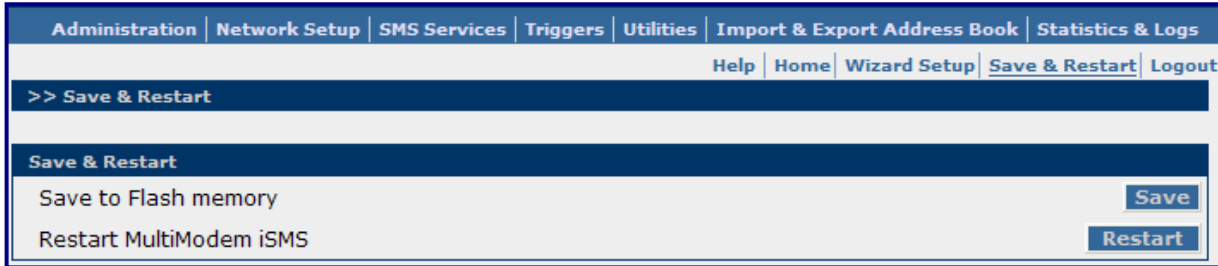 Administration | Network Setup | SMS Services | Triggers | Utilities | Import & Export Address Book | Statistics & Logs
Help | Home | Wizard Setup | Save & Restart | Logout
>> Save & Restart
Save & Restart
Save to Flash memory Save
Restart MultiModem iSMS Restart